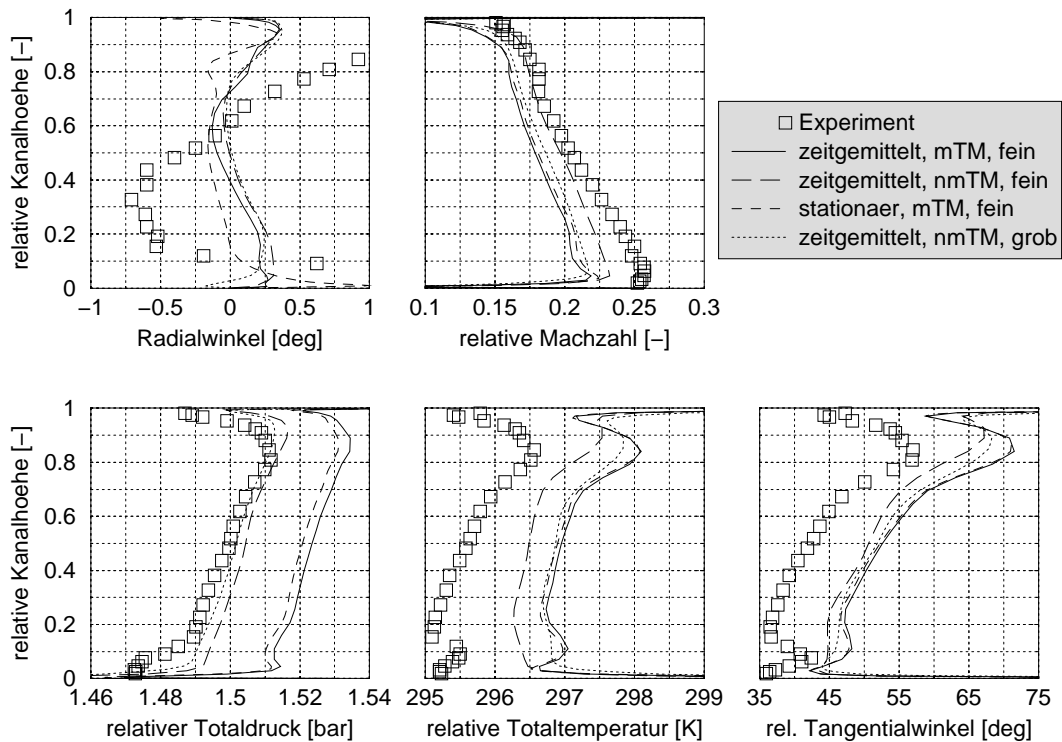 1
0.8
0.6
0.4
0.2
0
relative Kanalhoehe [−]
−1 −0.5 0 0.5 1
Radialwinkel [deg]
0.1 0.15 0.2 0.25 0.3
relative Machzahl [−]
Experiment
zeitgemittelt, mTM, fein
zeitgemittelt, nmTM, fein
stationaer, mTM, fein
zeitgemittelt, nmTM, grob
1
0.8
0.6
0.4
0.2
0
relative Kanalhoehe [−]
1.46 1.48 1.5 1.52 1.54
relativer Totaldruck [bar]
295 296 297 298 299
relative Totaltemperatur [K]
35 45 55 65 75
rel. Tangentialwinkel [deg]